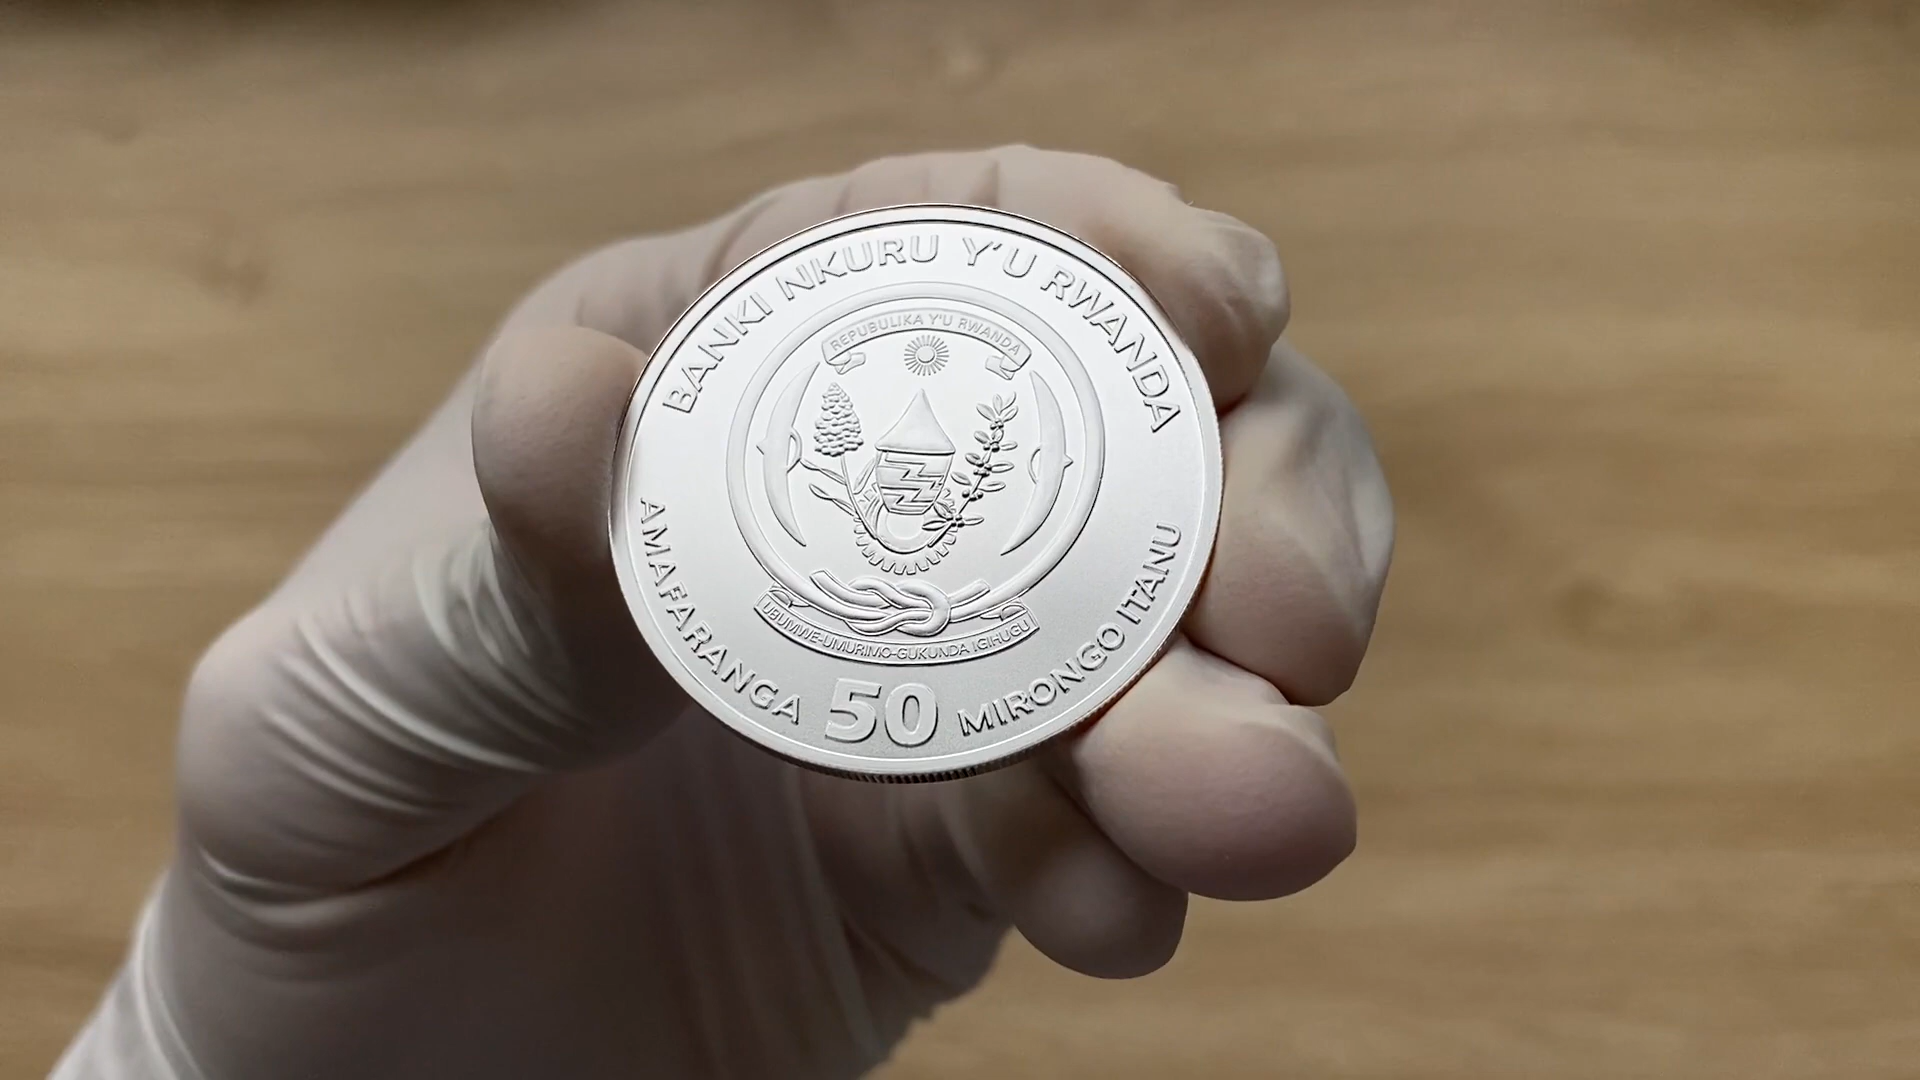 BANKI NKURU Y'U RWANDA
REPUBULIKA Y'U RWANDA
UBUMWE-UMURIMO-GUKUNDA IGIHUGU
AMAFARANGA 50 MIRONGO ITANU